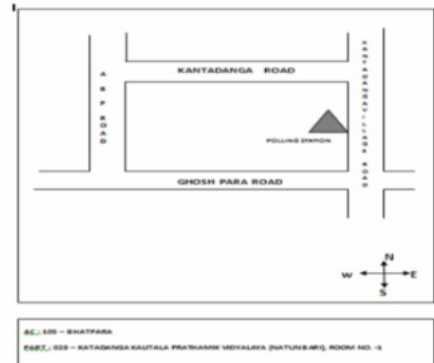 KANTADANGA ROAD
A B P ROAD
KANTADANGA VILLAGE ROAD
POLLING STATION
GHOSH PARA ROAD
N
W E
S
AC : 105 – BHATPARA
PART : 028 – KATADANGA KALITALA PRATHAMIK VIDYALAYA (NATUN BARI), ROOM NO. -1